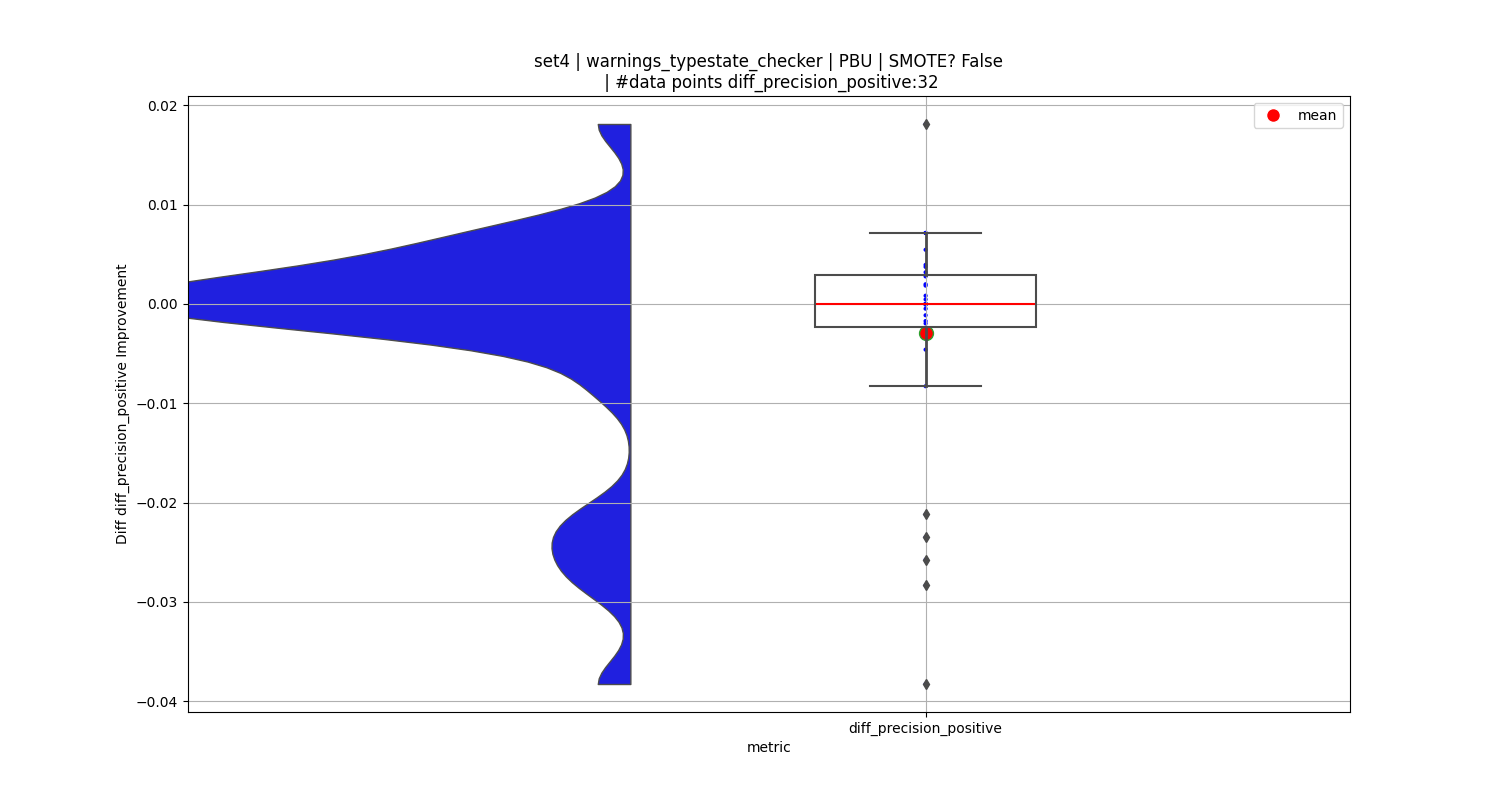 set4 | warnings_typestate_checker | PBU | SMOTE? False
| #data points diff_precision_positive:32
0.02
0.01
0.00
−0.01
−0.02
−0.03
−0.04
Diff diff_precision_positive Improvement
mean
diff_precision_positive
metric